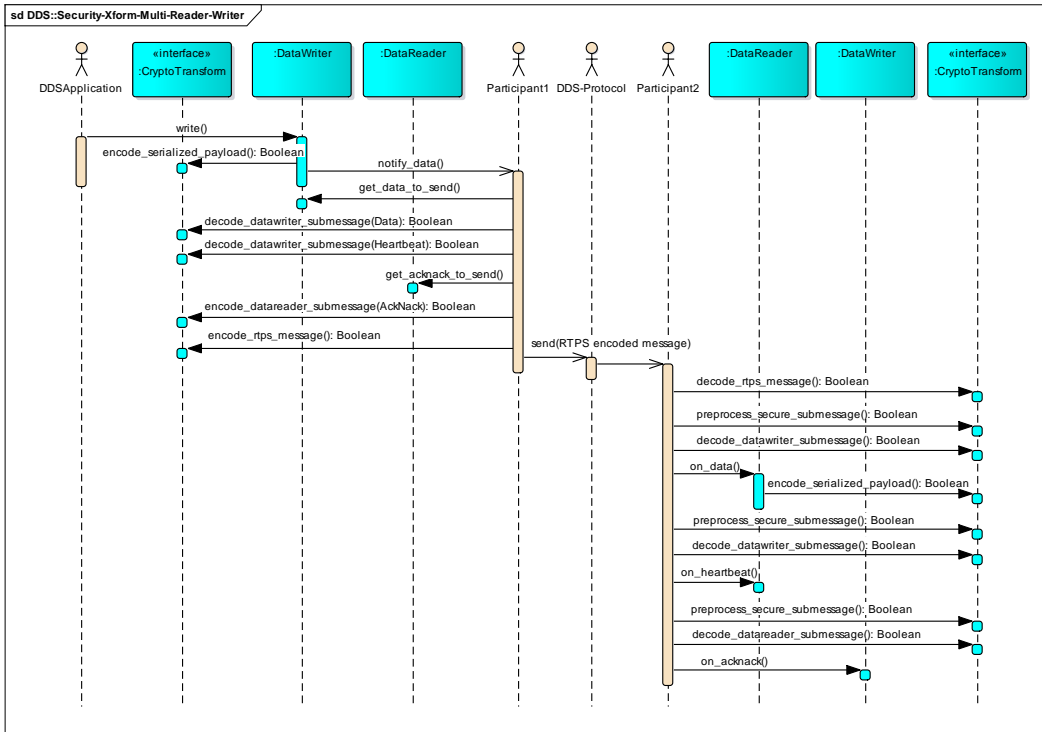 sd DDS::Security-Xform-Multi-Reader-Writer
DDSApplication
«interface»
:CryptoTransform
:DataWriter
:DataReader
Participant1
DDS-Protocol
Participant2
:DataReader
:DataWriter
«interface»
:CryptoTransform
write()
encode_serialized_payload(): Boolean
notify_data()
get_data_to_send()
decode_datawriter_submessage(Data): Boolean
decode_datawriter_submessage(Heartbeat): Boolean
get_acknack_to_send()
encode_datareader_submessage(AckNack): Boolean
encode_rtps_message(): Boolean
send(RTPS encoded message)
decode_rtps_message(): Boolean
preprocess_secure_submessage(): Boolean
decode_datawriter_submessage(): Boolean
on_data()
encode_serialized_payload(): Boolean
preprocess_secure_submessage(): Boolean
decode_datawriter_submessage(): Boolean
on_heartbeat()
preprocess_secure_submessage(): Boolean
decode_datareader_submessage(): Boolean
on_acknack()